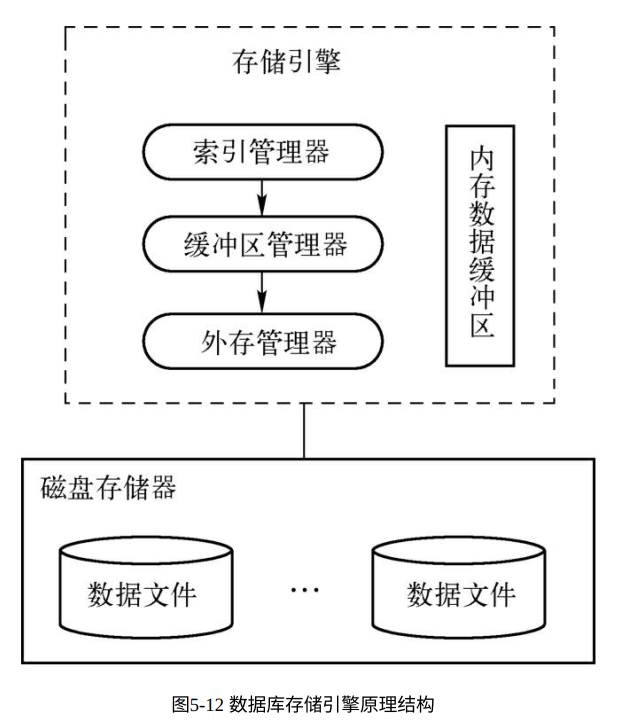 存储引擎
索引管理器
缓冲区管理器
外存管理器
内存数据缓冲区
磁盘存储器
数据文件
…
数据文件
图5-12 数据库存储引擎原理结构